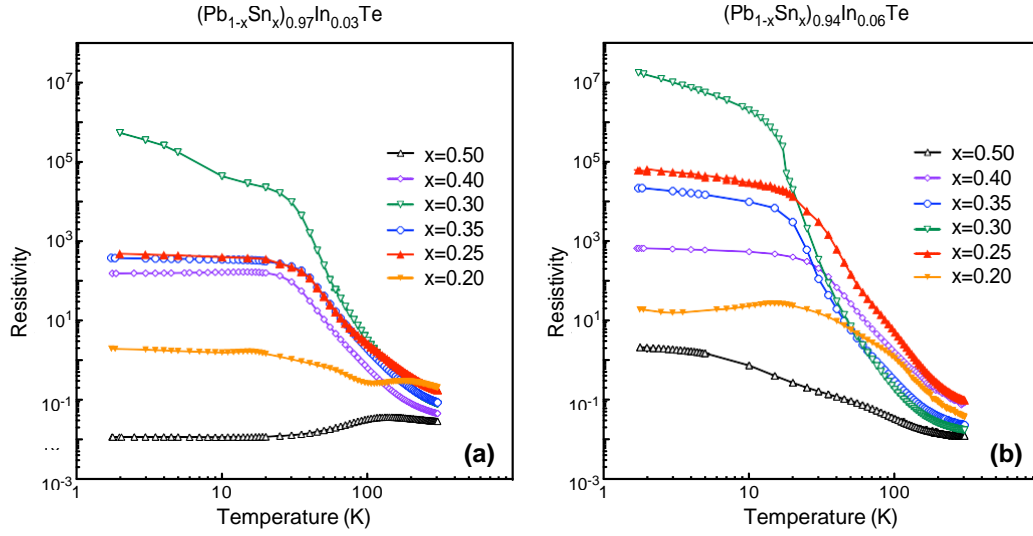 (Pb1-xSnx)0.97In0.03Te
(Pb1-xSnx)0.94In0.06Te
10^7
10^5
10^3
10^1
10^-1
10^-3
Resistivity
x=0.50
x=0.40
x=0.30
x=0.35
x=0.25
x=0.20
(a)
1
10
100
Temperature (K)
10^7
10^5
10^3
10^1
10^-1
10^-3
Resistivity
x=0.50
x=0.40
x=0.35
x=0.30
x=0.25
x=0.20
(b)
1
10
100
Temperature (K)